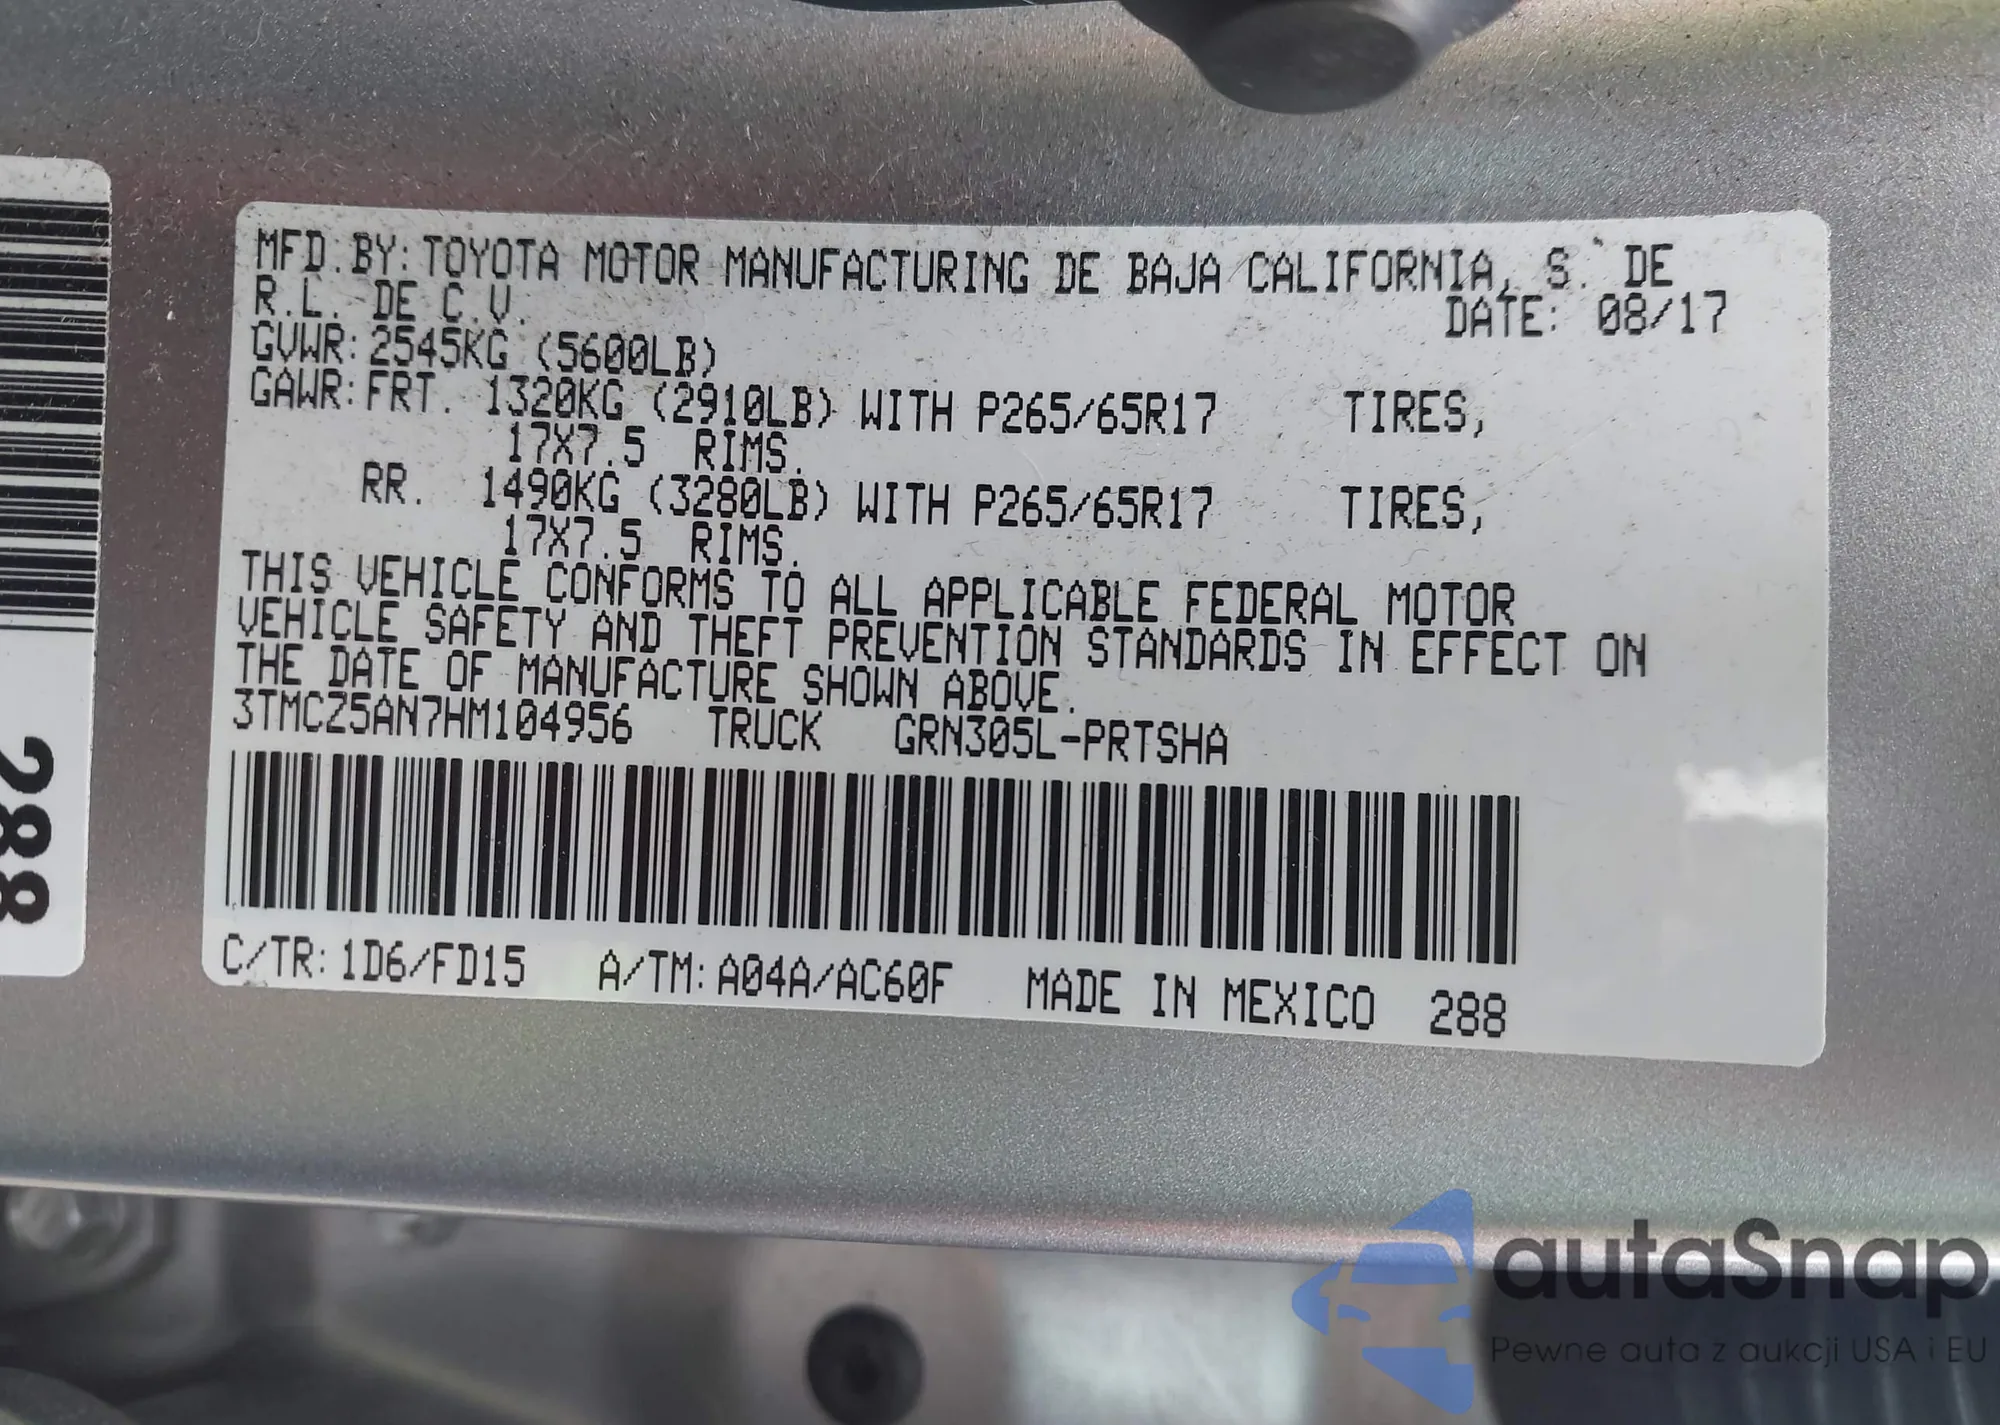 MFD.BY:TOYOTA MOTOR MANUFACTURING DE BAJA CALIFORNIA, S. DE
R.L. DE C.V.
DATE: 08/17
GVWR:2545KG (5600LB)
GAWR:FRT. 1320KG (2910LB) WITH P265/65R17 TIRES,
17X7.5 RIMS.
RR. 1490KG (3280LB) WITH P265/65R17 TIRES,
17X7.5 RIMS.
THIS VEHICLE CONFORMS TO ALL APPLICABLE FEDERAL MOTOR
VEHICLE SAFETY AND THEFT PREVENTION STANDARDS IN EFFECT ON
THE DATE OF MANUFACTURE SHOWN ABOVE.
3TMCZ5AN7HM104956 TRUCK GRN305L-PRTSHA
C/TR:1D6/FD15 A/TM:A04A/AC60F MADE IN MEXICO 288
288
autaSnap
Pewne auta z aukcji USA i EU